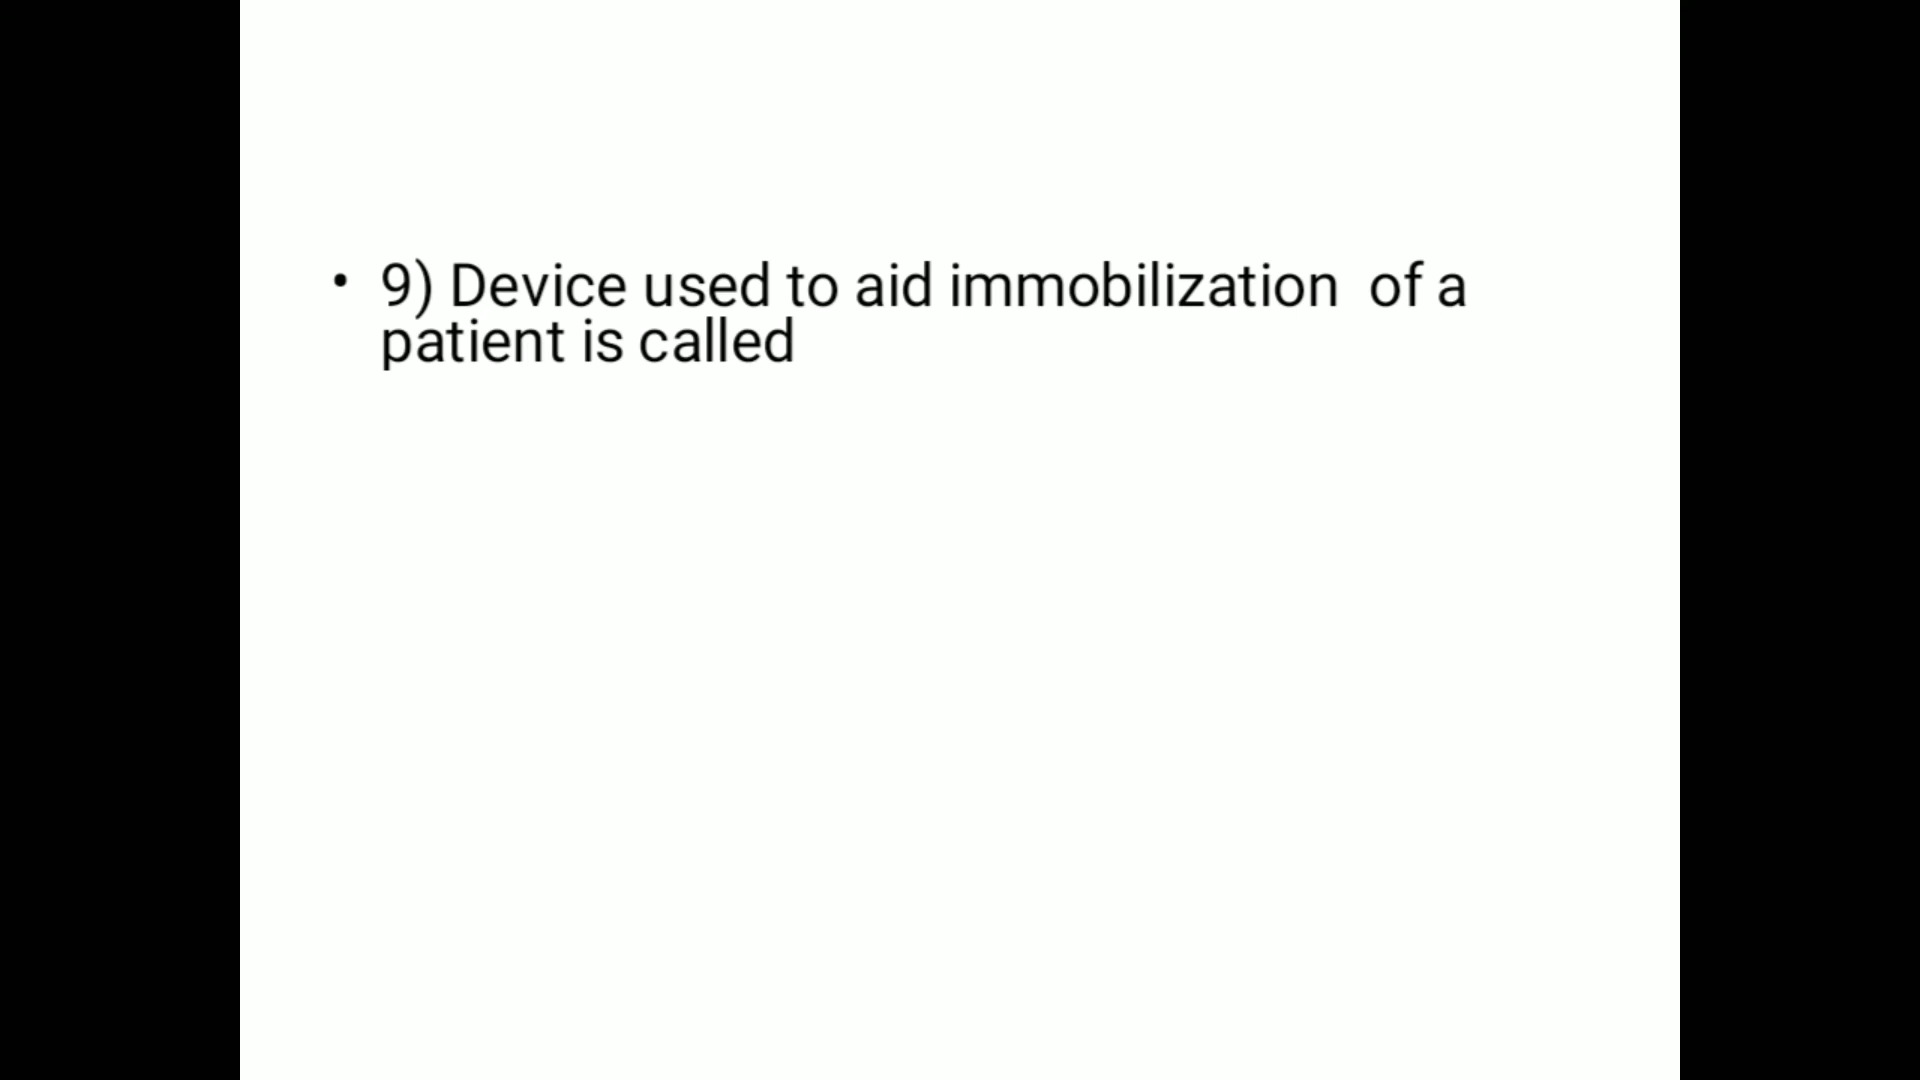 • 9) Device used to aid immobilization  of a
patient is called